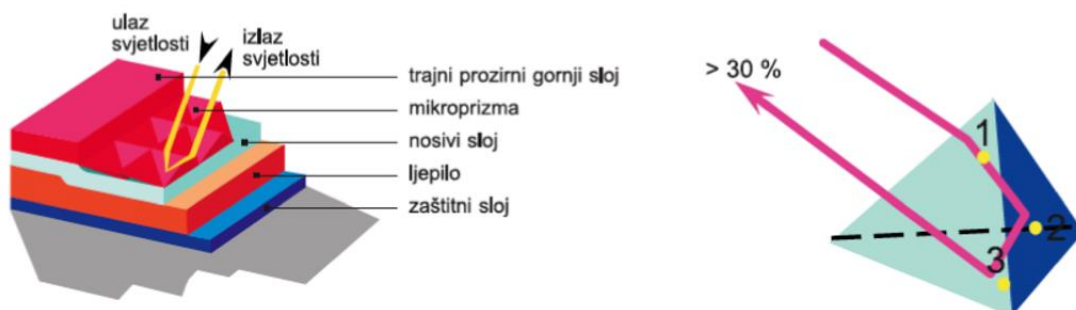 ulaz
svjetlosti
izlaz
svjetlosti
trajni prozirni gornji sloj
mikroprizma
nosivi sloj
ljepilo
zaštitni sloj
> 30 %
1
2
3